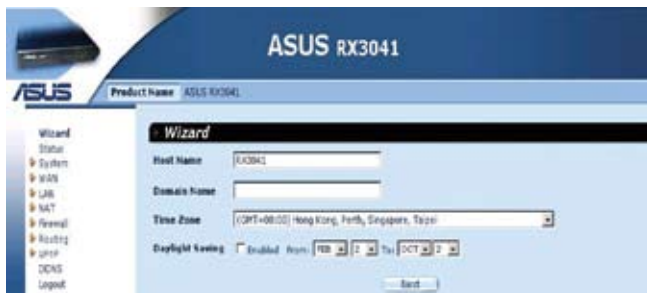 ASUS RX3041
ASUS
Product Name ASUS RX3041
Wizard
Status
System
WAN
LAN
NAT
Firewall
Routing
UPnP
DDNS
Logout
Wizard
Host Name RX3041
Domain Name
Time Zone (GMT+08:00) Hong Kong, Perth, Singapore, Taipei
Daylight Saving Enabled From: FEB 2 To: OCT 2
Next